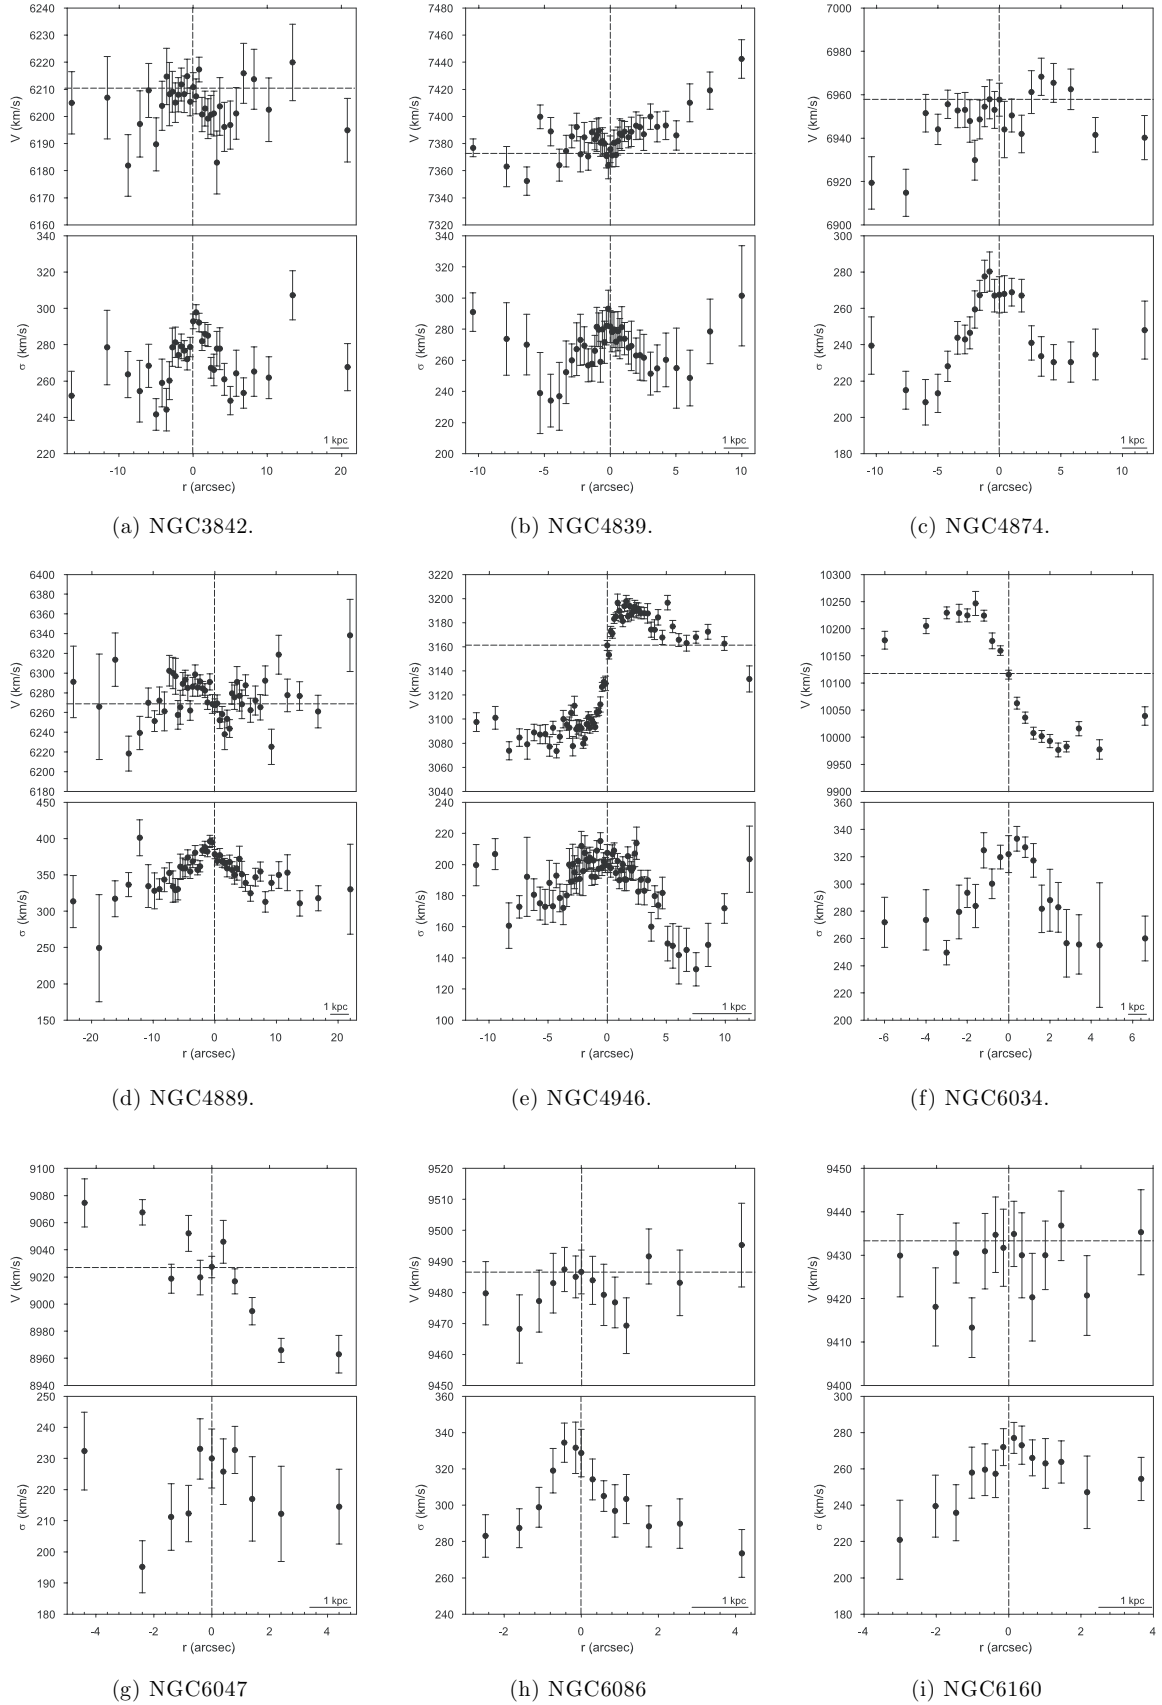 6240 7480 7000
6230 7460
6220 7440 6980
6210 7420 6960
V (km/s) 6200 V (km/s) 7400 V (km/s) 6940
6190 7380
6180 7360 6920
6170 7340
6160 7320 6900
340 340 300
320 320 280
300 300 260
280 280 240
σ (km/s) 260 σ (km/s) 260 σ (km/s) 220
240 240 200
220
1 kpc 1 kpc 1 kpc
220 200 180
-10 0 10 20 -10 -5 0 5 10 -10 -5 0 5 10
r (arcsec) r (arcsec) r (arcsec)
(a) NGC3842. (b) NGC4839. (c) NGC4874.
6400 3220 10300
6380 3200 10250
6360 3180
6340 3160 10200
6320 3140 10150
6300 3120 10100
V (km/s) 6280 V (km/s) 3100 V (km/s) 10050
6260 3080 10000
6240 3060 9950
6220 3040 9900
6200
6180
450 240 360
400 220 340
350 200 320
300 180 300
σ (km/s) 250 σ (km/s) 160 σ (km/s) 280
200 140 260
150 120 240
100 220
200
1 kpc 1 kpc 1 kpc
-20 -10 0 10 20 -10 -5 0 5 10 -6 -4 -2 0 2 4 6
r (arcsec) r (arcsec) r (arcsec)
(d) NGC4889. (e) NGC4946. (f) NGC6034.
9100 9520 9450
9080 9510 9440
9060 9500
9040 9490 9430
V (km/s) 9020 V (km/s) 9480 V (km/s) 9420
9000 9470 9410
8980 9460
8960 9450 9400
8940
250 360 300
240 340 280
230 320 260
220 300 240
σ (km/s) 210 σ (km/s) 280 σ (km/s) 220
200 260 200
190 240 180
180
1 kpc 1 kpc 1 kpc
-4 -2 0 2 4 -2 0 2 4 -4 -2 0 2 4
r (arcsec) r (arcsec) r (arcsec)
(g) NGC6047 (h) NGC6086 (i) NGC6160